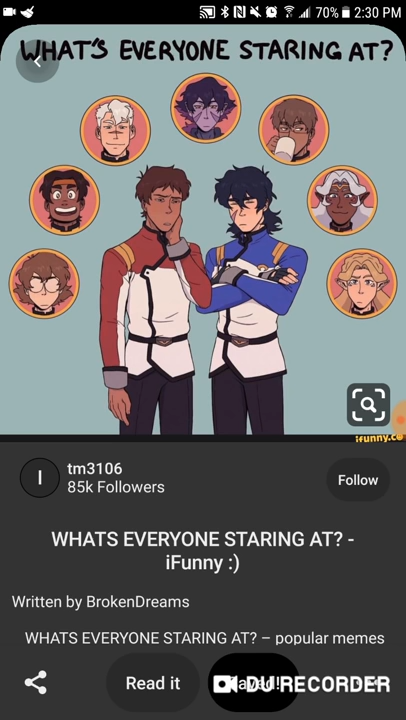 70% 2:30 PM
WHAT'S EVERYONE STARING AT?
ifunny.co
tm3106
85k Followers
Follow
WHATS EVERYONE STARING AT? -
iFunny :)
Written by BrokenDreams
WHATS EVERYONE STARING AT? – popular memes
Read it
RECORDER